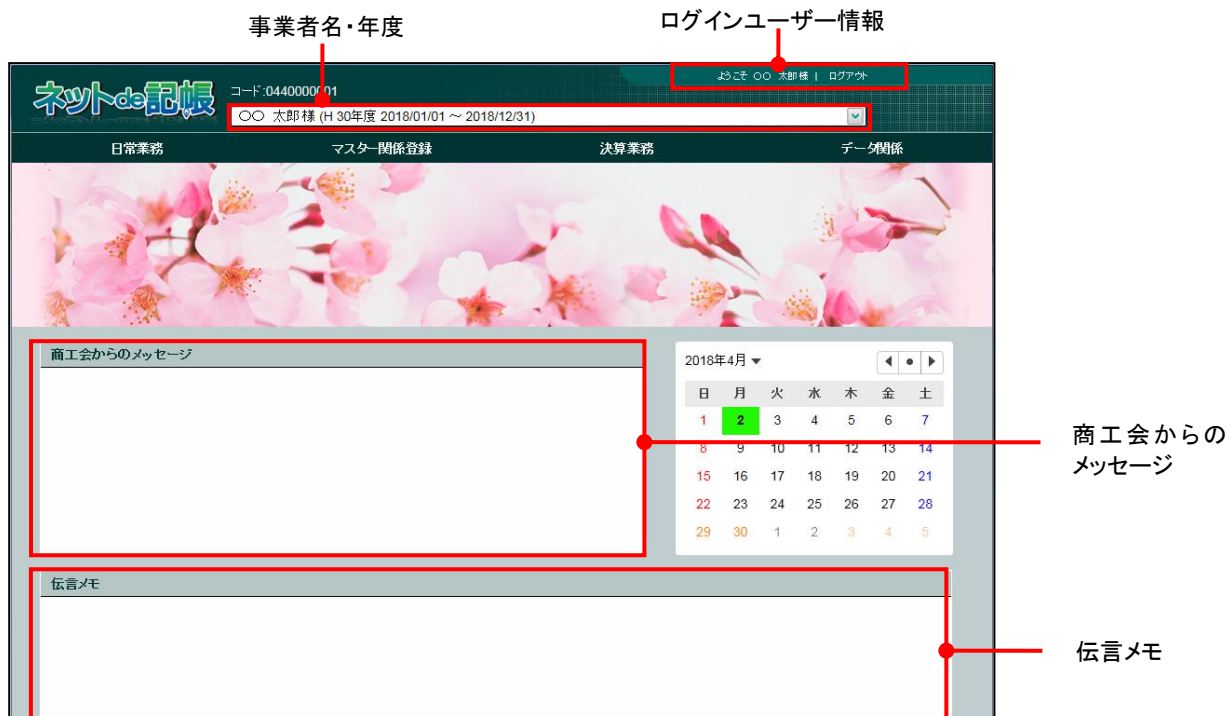 事業者名・年度
ログインユーザー情報
ようこそ 〇〇 太郎 様 | ログアウト
ネットde記帳
コード:0440000001
〇〇 太郎 様 (H 30年度 2018/01/01 ~ 2018/12/31)
日常業務 マスター関係登録 決算業務 データ関係
商工会からのメッセージ
2018年4月
日 月 火 水 木 金 土
1 2 3 4 5 6 7
8 9 10 11 12 13 14
15 16 17 18 19 20 21
22 23 24 25 26 27 28
29 30 1 2 3 4 5
商工会からの
メッセージ
伝言メモ
伝言メモ